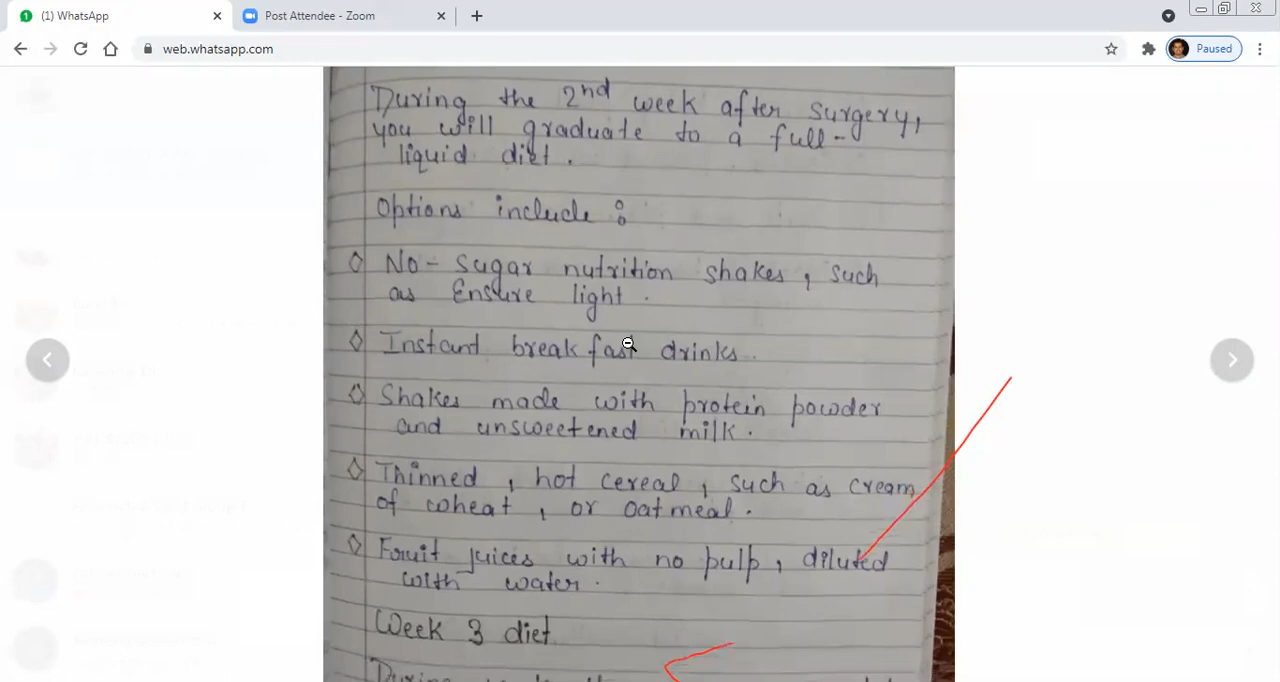 (1) WhatsApp
Post Attendee - Zoom
web.whatsapp.com
Paused
During the 2nd week after surgery,
you will graduate to a full-
liquid diet.
Options include :
No-sugar nutrition shakes, such
as Ensure light.
Instant breakfast drinks.
Shakes made with protein powder
and unsweetened milk.
Thinned, hot cereal, such as cream
of wheat, or oatmeal.
Fruit juices with no pulp, diluted
with water.
Week 3 diet
During